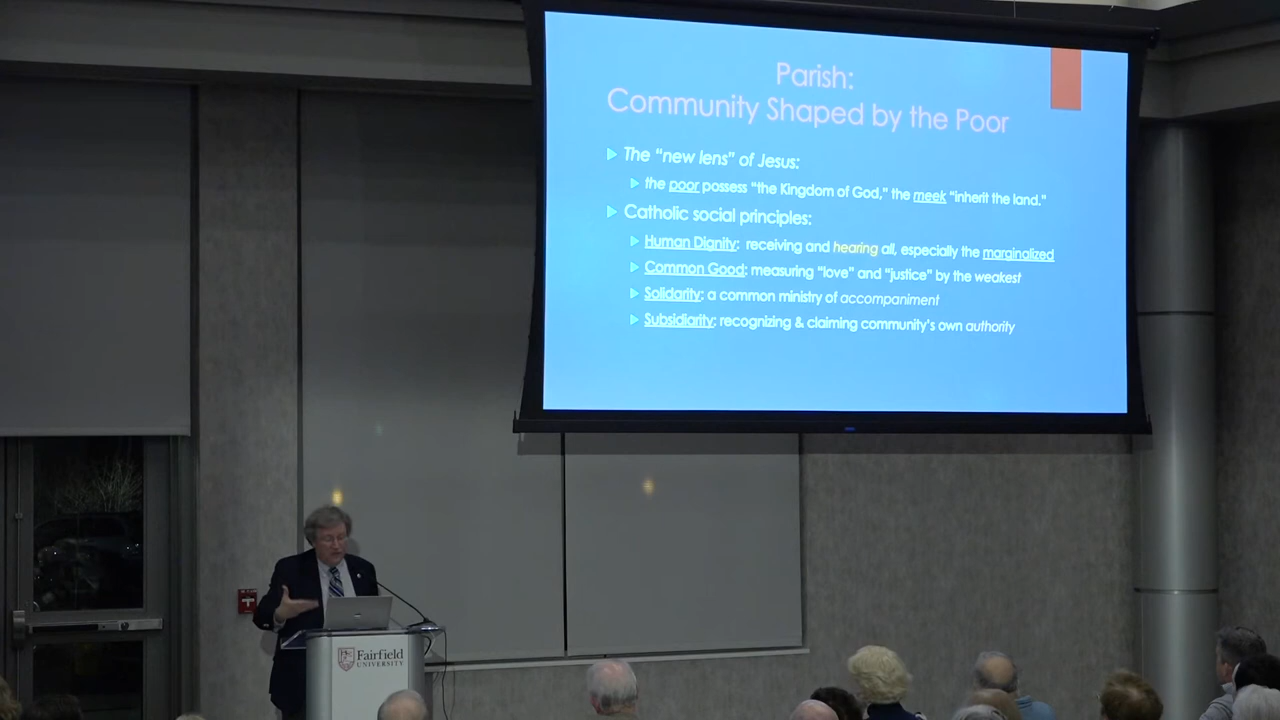 Parish:
Community Shaped by the Poor
The “new lens” of Jesus:
the poor possess “the Kingdom of God,” the meek “inherit the land.”
Catholic social principles:
Human Dignity: receiving and hearing all, especially the marginalized
Common Good: measuring “love” and “justice” by the weakest
Solidarity: a common ministry of accompaniment
Subsidiarity: recognizing & claiming community’s own authority
Fairfield
UNIVERSITY